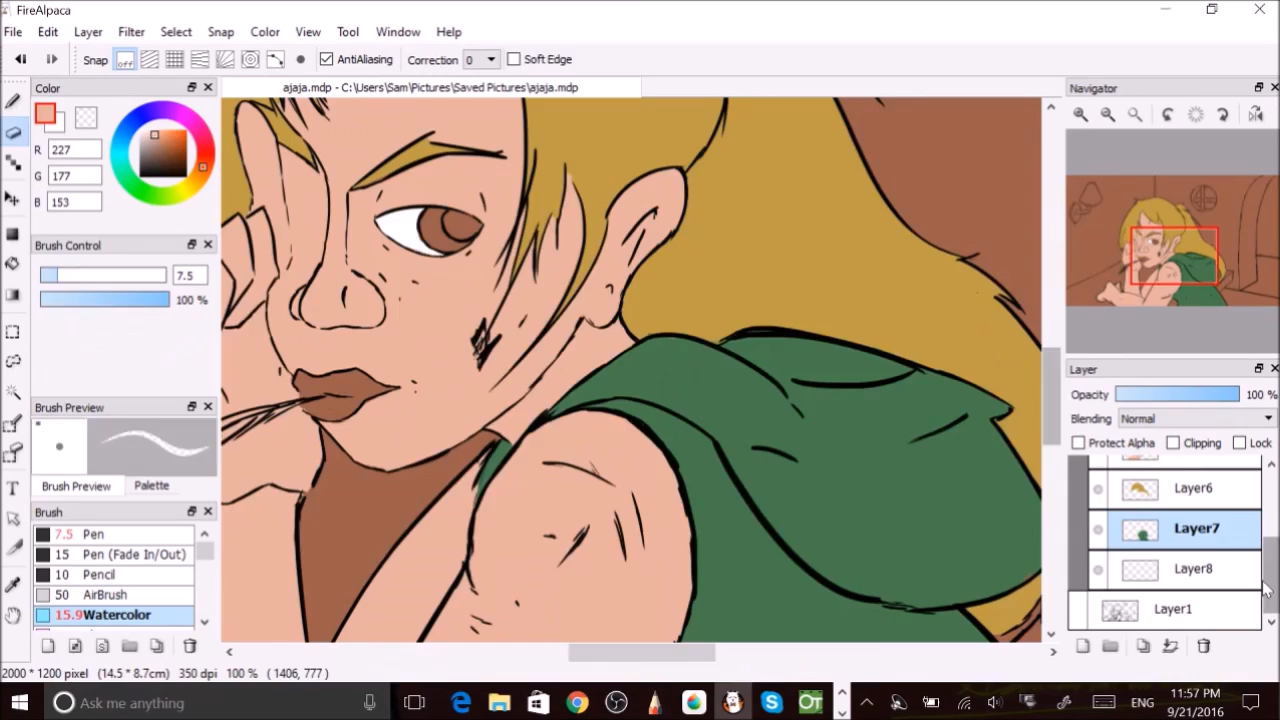 FireAlpaca
File Edit Layer Filter Select Snap Color View Tool Window Help
Snap off AntiAliasing Correction 0 Soft Edge
Color
ajaja.mdp - C:\Users\Sam\Pictures\Saved Pictures\ajaja.mdp
Navigator
R 227
G 177
B 153
Brush Control
7.5
100 %
Brush Preview
Brush Preview Palette
Brush
7.5 Pen
15 Pen (Fade In/Out)
10 Pencil
50 AirBrush
15.9 Watercolor
Layer
Opacity 100 %
Blending Normal
Protect Alpha Clipping Lock
Layer6
Layer7
Layer8
Layer1
2000 * 1200 pixel (14.5 * 8.7cm) 350 dpi 100 % ( 1406, 777 )
Ask me anything
ENG
11:57 PM
9/21/2016